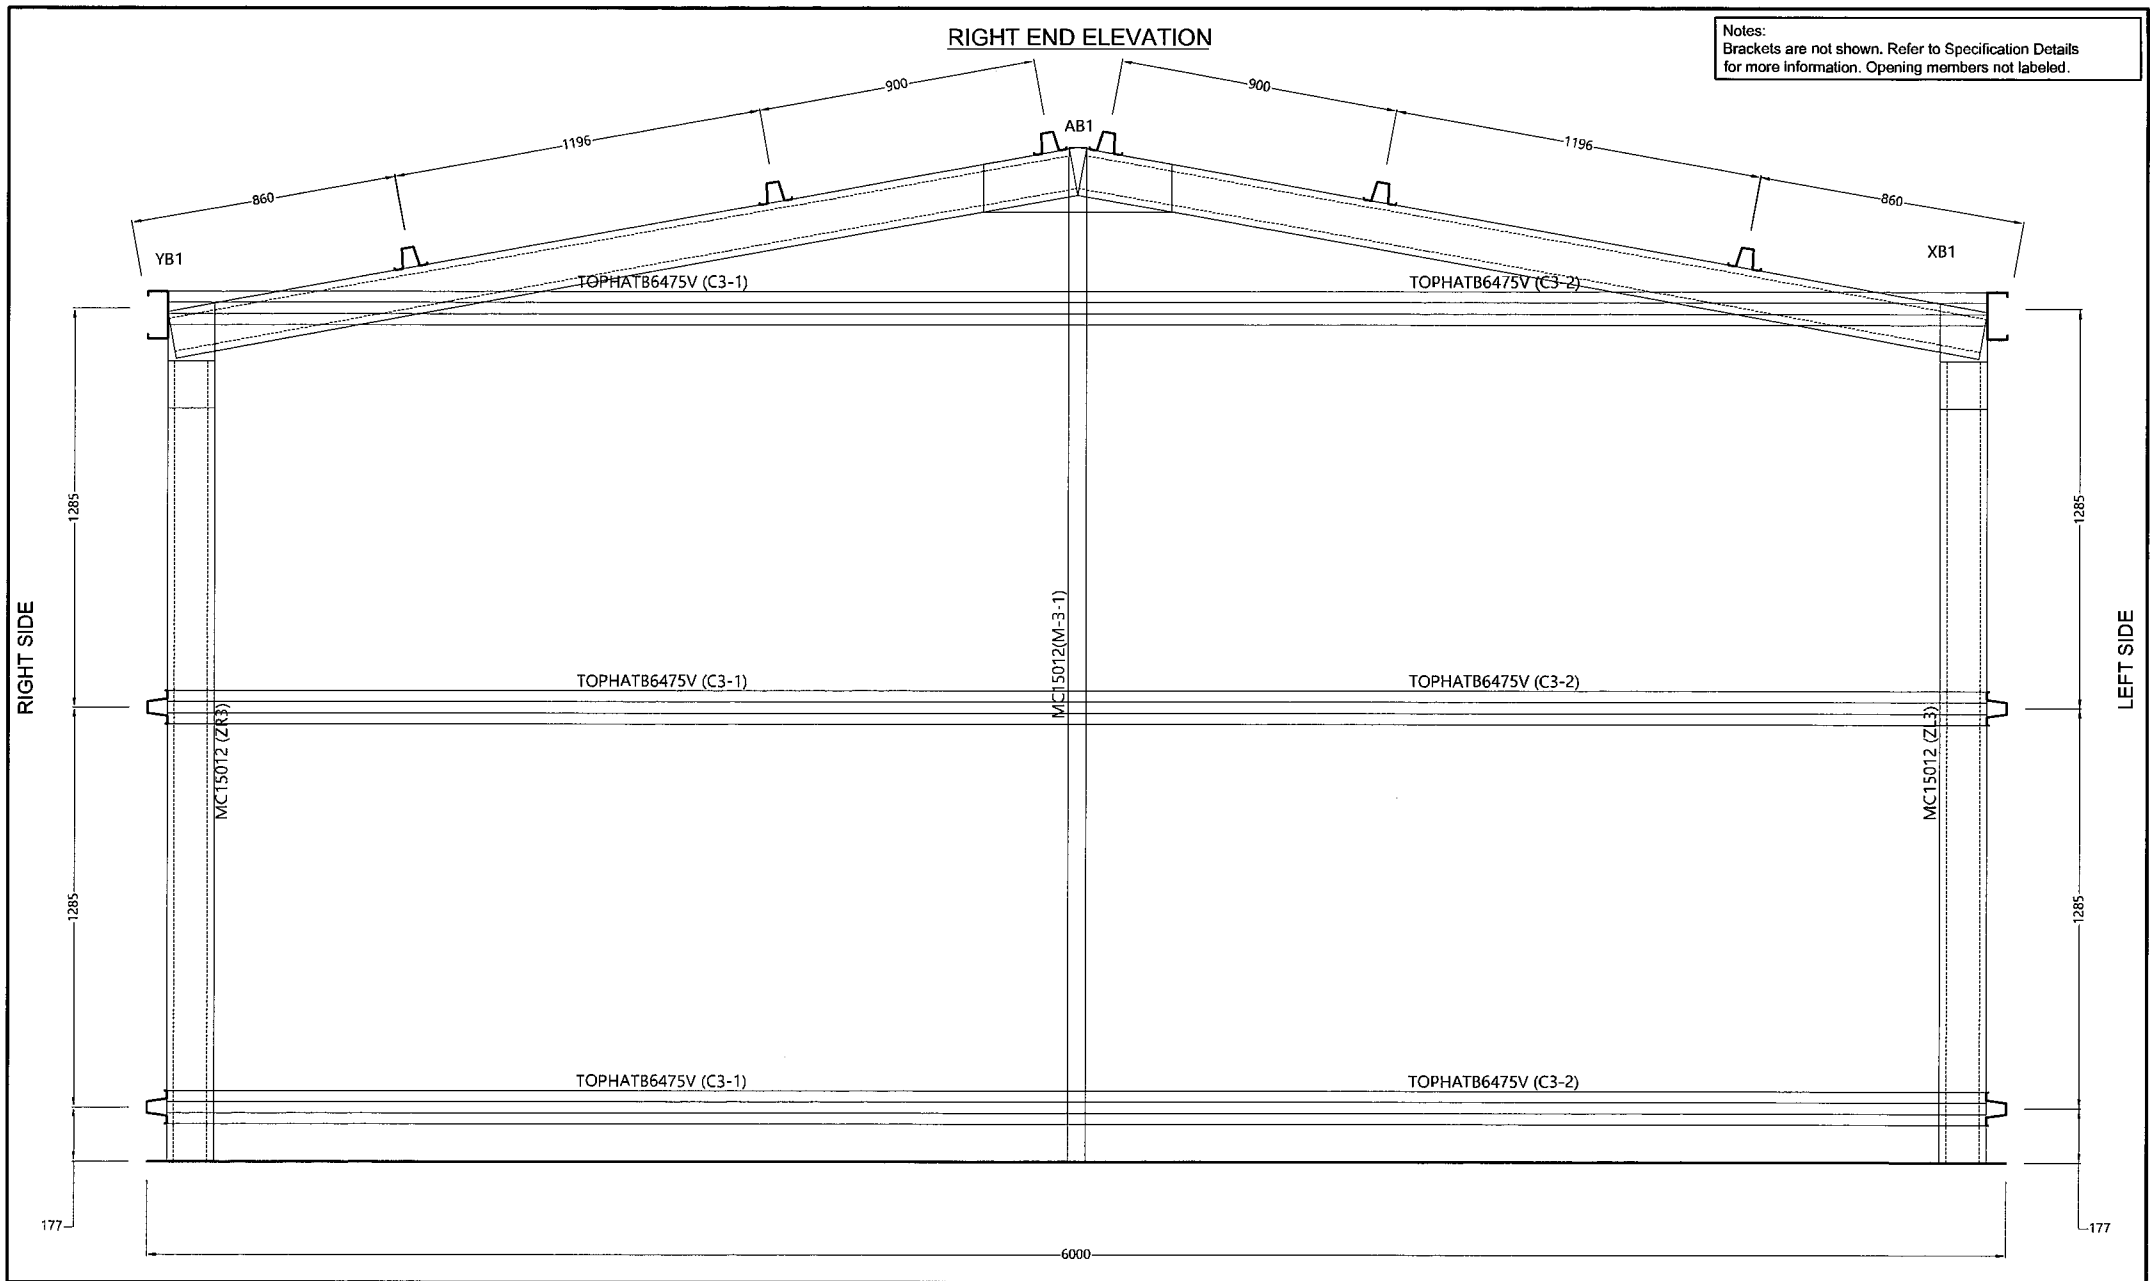 RIGHT END ELEVATION
Notes:
Brackets are not shown. Refer to Specification Details
for more information. Opening members not labeled.
900
900
1196
1196
860
860
AB1
YB1
XB1
TOPHATB6475V (C3-1)
TOPHATB6475V (C3-2)
1285
1285
RIGHT SIDE
LEFT SIDE
MC15012(M-3-1)
TOPHATB6475V (C3-1)
TOPHATB6475V (C3-2)
MC15012 (ZR3)
MC15012 (ZL3)
1285
1285
TOPHATB6475V (C3-1)
TOPHATB6475V (C3-2)
177
177
6000